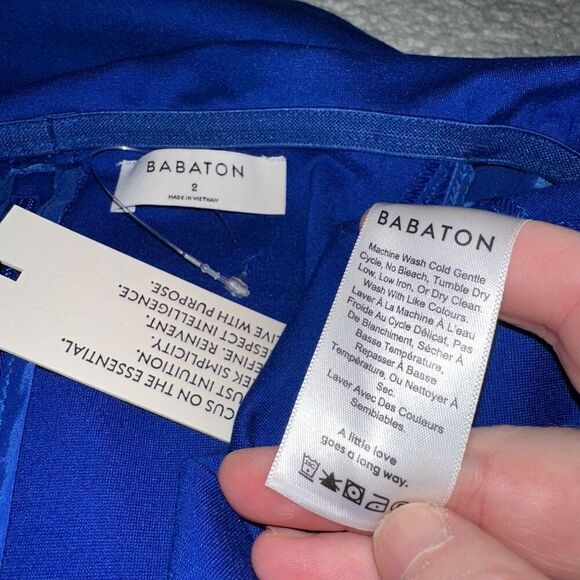 BABATON
2
MADE IN VIETNAM
BABATON
Machine Wash Cold Gentle
Cycle, No Bleach, Tumble Dry
Low, Low Iron, Or Dry Clean
Wash With Like Colours.
Laver À La Machine À L'eau
Froide Au Cycle Délicat. Pas
De Blanchiment, Sécher À
Basse Température,
Repasser À Basse
Température, Ou Nettoyer À
Sec.
Laver Avec Des Couleurs
Semblables.
A little love
goes a long way.
CUS ON THE ESSENTIAL.
UST INTUITION
EK SIMPLICITY.
EFINE. REINVENT.
ESPECT INTELLIGENCE.
VE WITH PURPOSE.